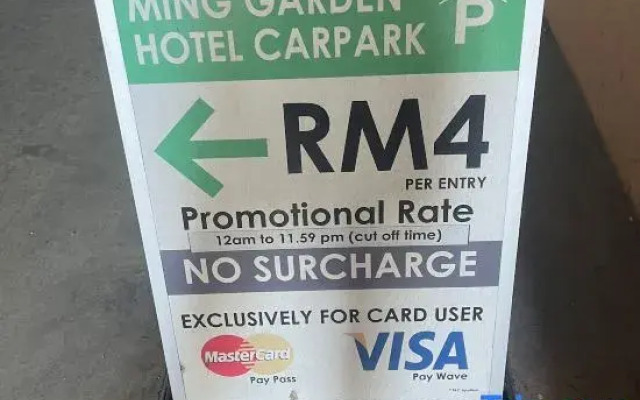 MING GARDEN
HOTEL CARPARK
P
RM4
PER ENTRY
Promotional Rate
12am to 11.59 pm (cut off time)
NO SURCHARGE
EXCLUSIVELY FOR CARD USER
MasterCard
Pay Pass
VISA
Pay Wave